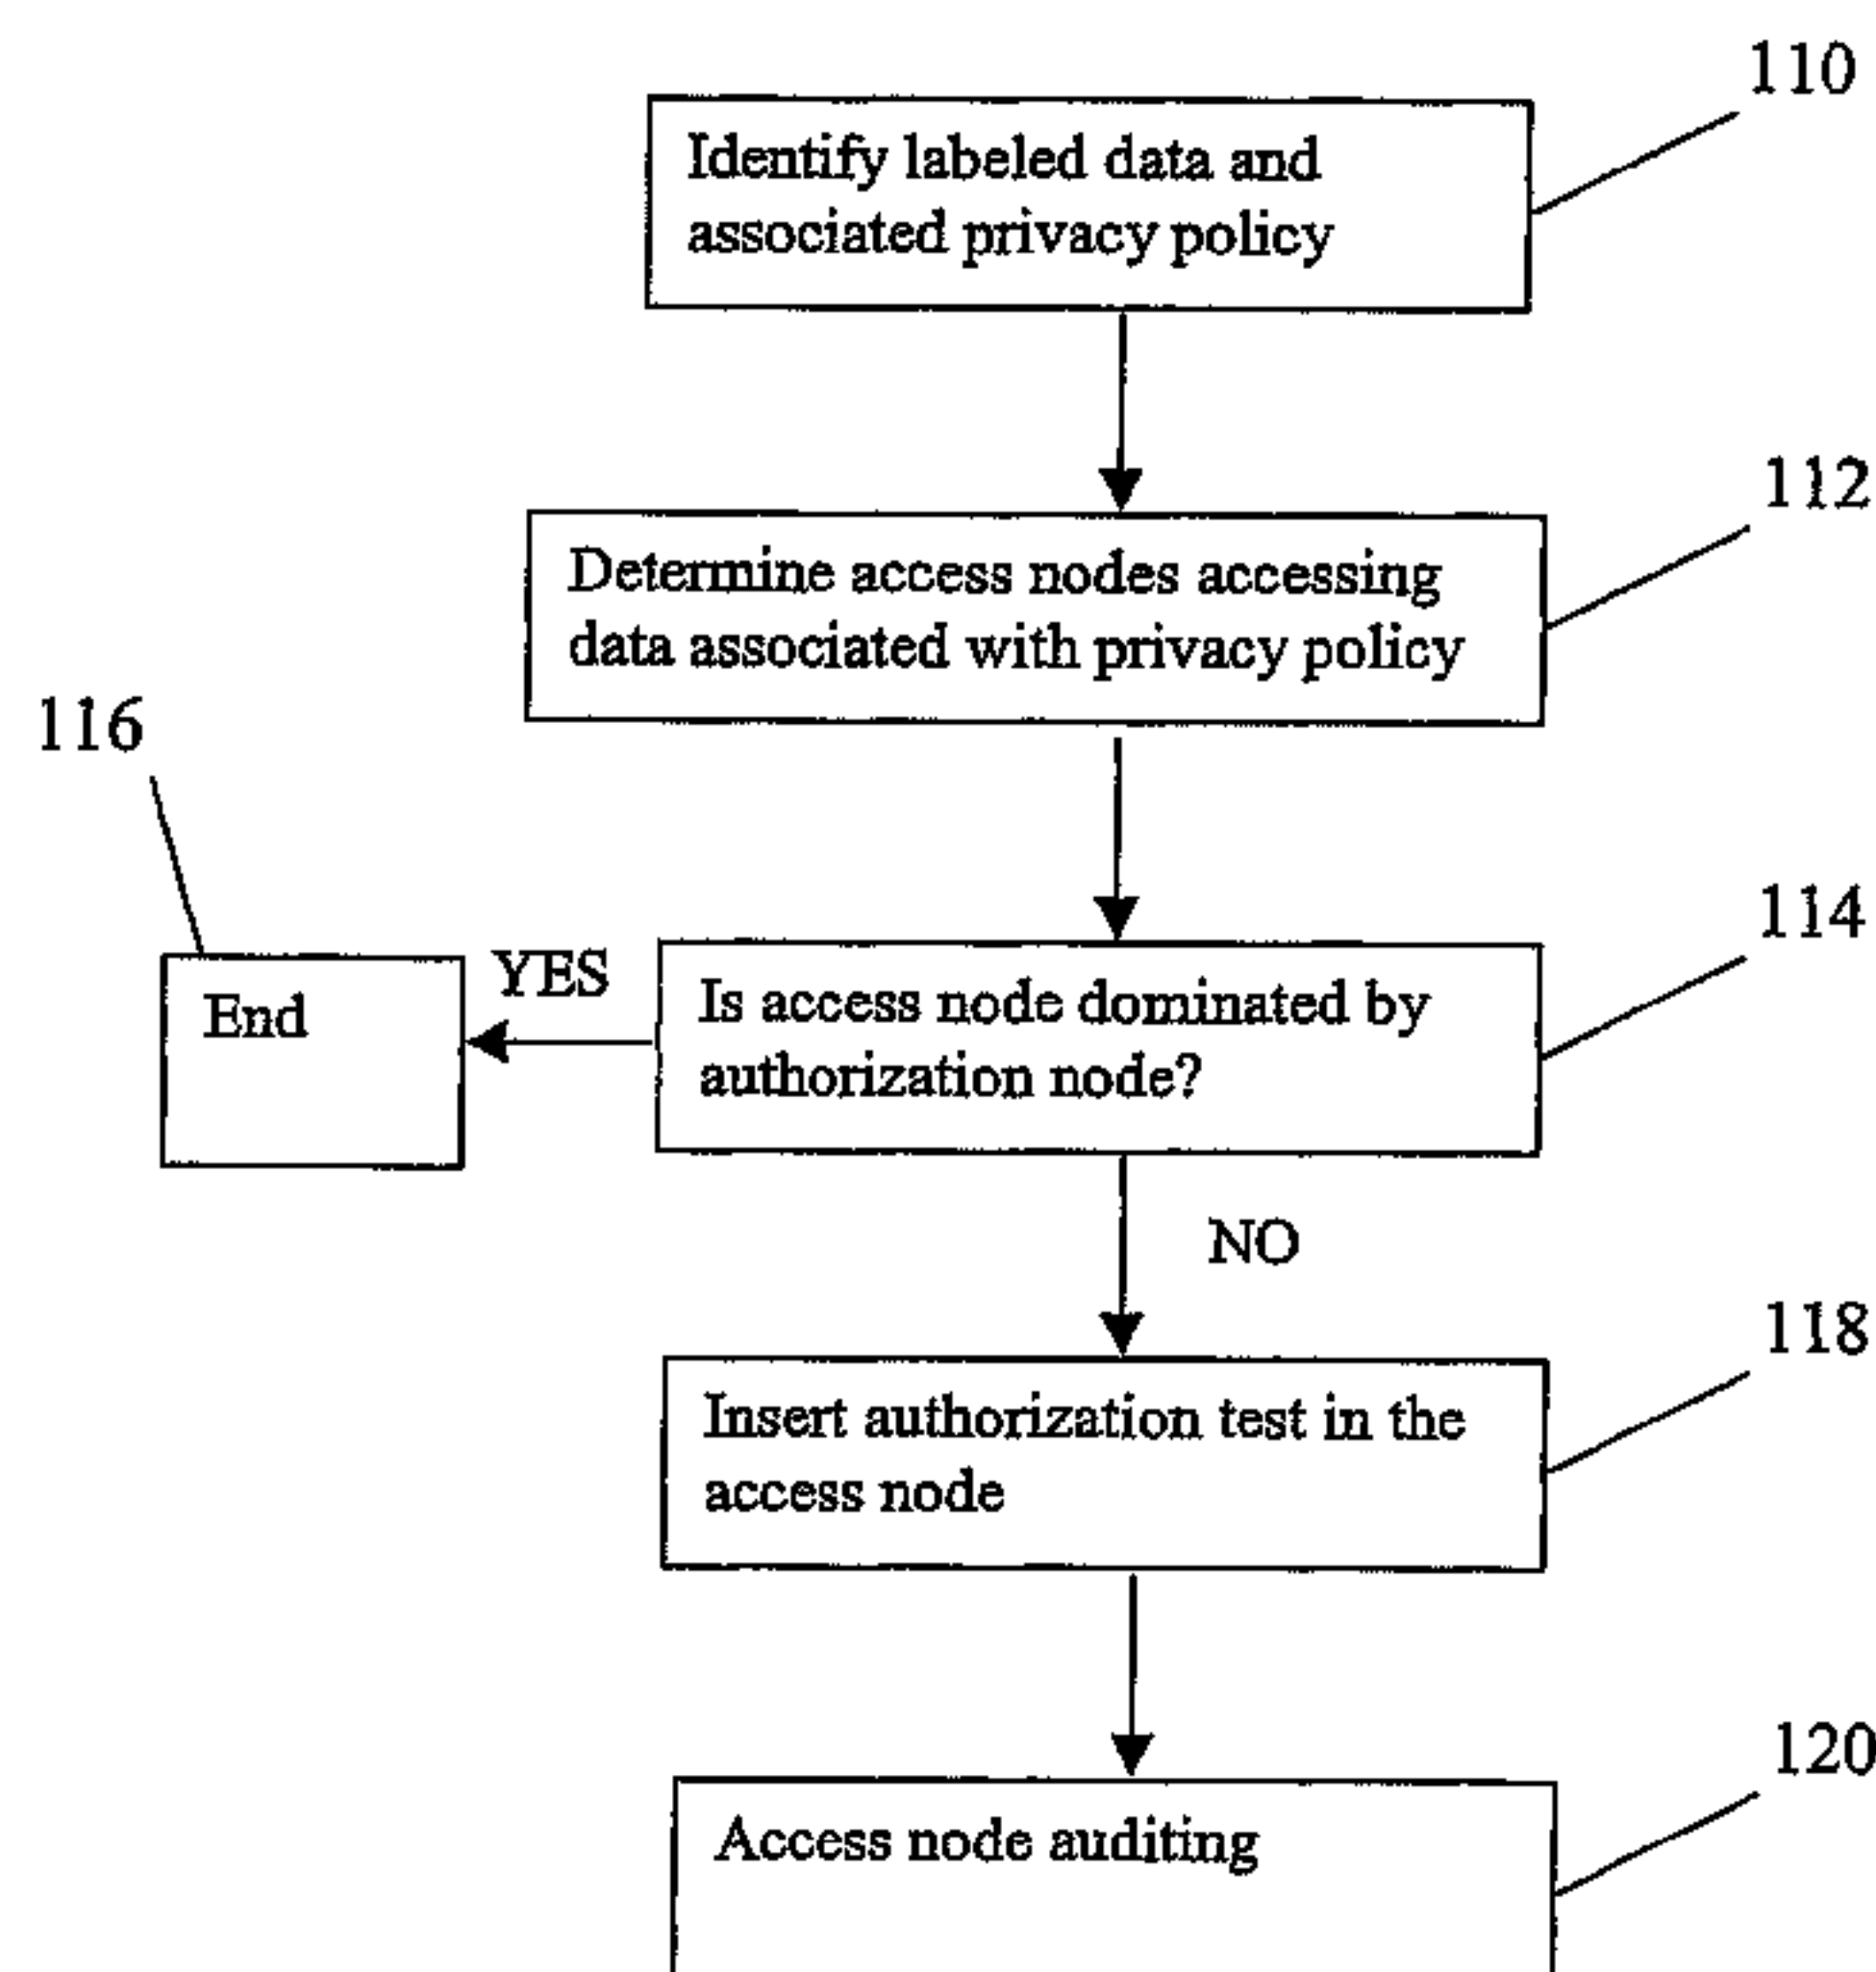 110
Identify labeled data and
associated privacy policy
112
Determine access nodes accessing
data associated with privacy policy
116
114
End
YES
Is access node dominated by
authorization node?
NO
118
Insert authorization test in the
access node
120
Access node auditing